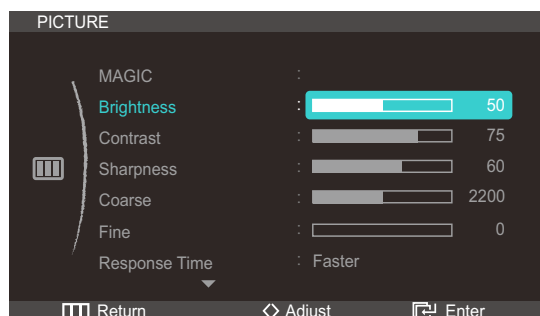 PICTURE
MAGIC :
Brightness : 50
Contrast : 75
Sharpness : 60
Coarse : 2200
Fine : 0
Response Time : Faster
Return Adjust Enter